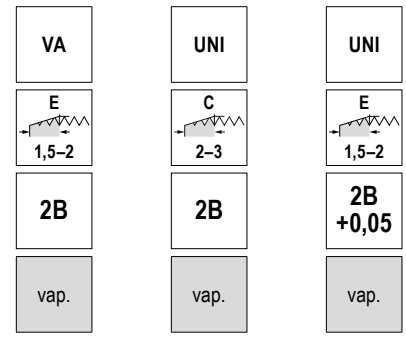 VA UNI UNI
E C E
1,5–2 2–3 1,5–2
2B 2B 2B
+0,05
vap. vap. vap.